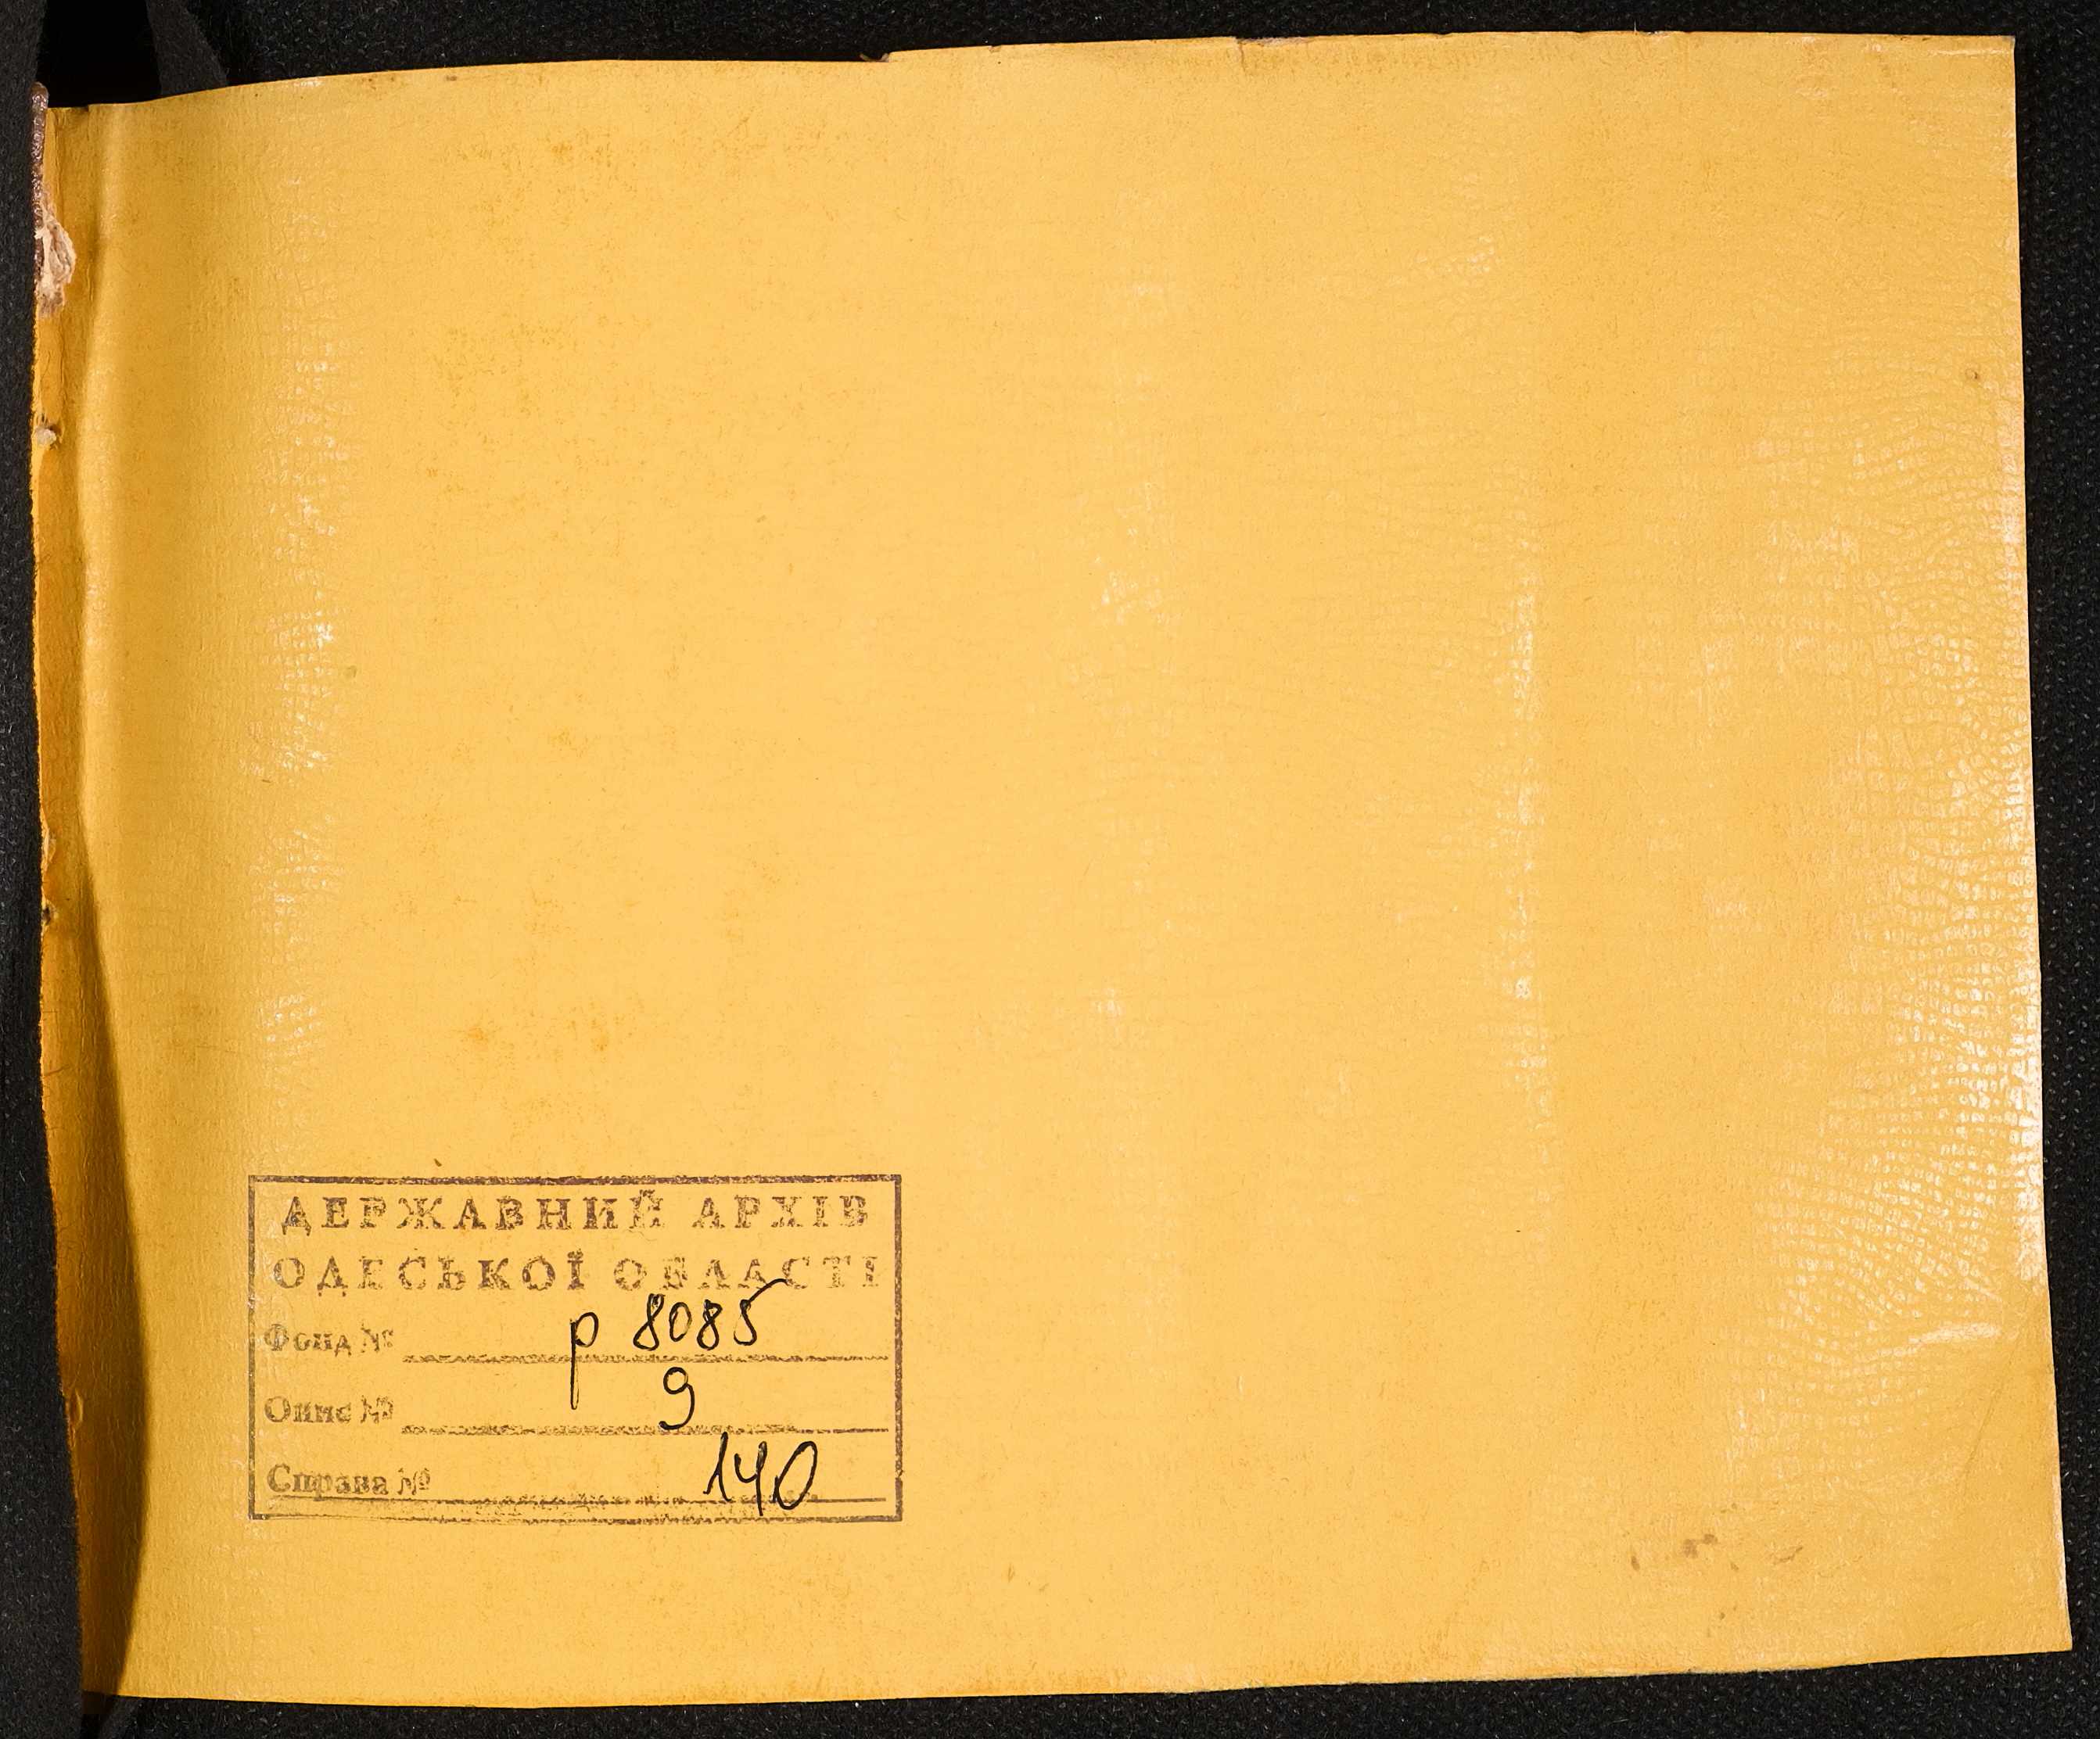 ДЕРЖАВНИЙ АРХІВ
ОДЕСЬКОЇ ОБЛАСТІ
Фонд № р 8085
Опис № 9
Справа № 140